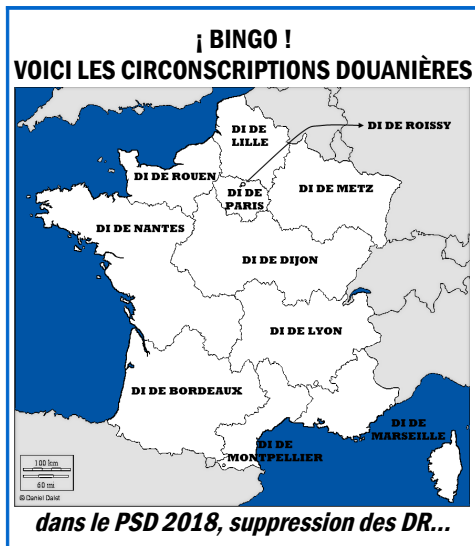 ¡ BINGO !
VOICI LES CIRCONSCRIPTIONS DOUANIÈRES
DI DE
LILLE
DI DE ROISSY
DI DE ROUEN
DI DE
PARIS
DI DE METZ
DI DE NANTES
DI DE DIJON
DI DE LYON
DI DE BORDEAUX
DI DE
MARSEILLE
DI DE
MONTPELLIER
100 km
60 mi
© Daniel Dalet
dans le PSD 2018, suppression des DR...